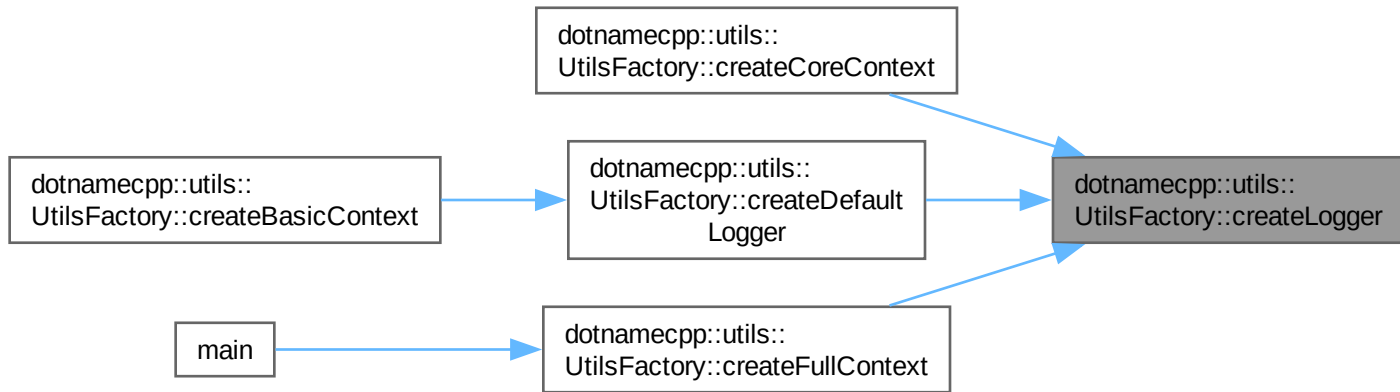 dotnamecpp::utils::
UtilsFactory::createCoreContext
dotnamecpp::utils::
UtilsFactory::createBasicContext
dotnamecpp::utils::
UtilsFactory::createDefault
Logger
dotnamecpp::utils::
UtilsFactory::createLogger
main
dotnamecpp::utils::
UtilsFactory::createFullContext